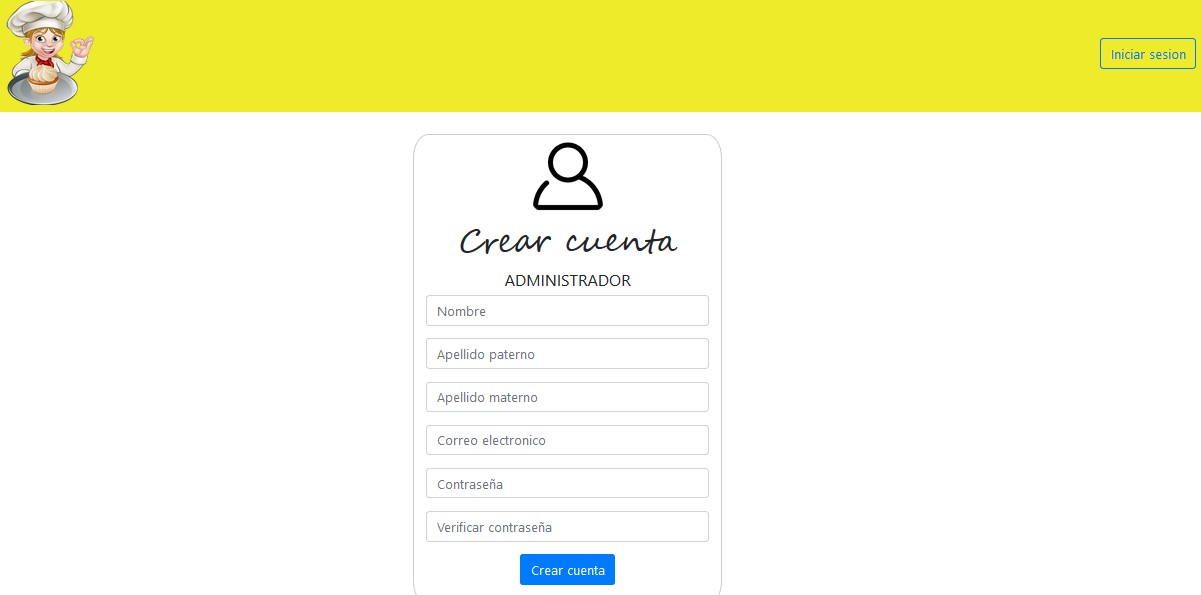 Iniciar sesion
Crear cuenta
ADMINISTRADOR
Nombre
Apellido paterno
Apellido materno
Correo electronico
Contraseña
Verificar contraseña
Crear cuenta